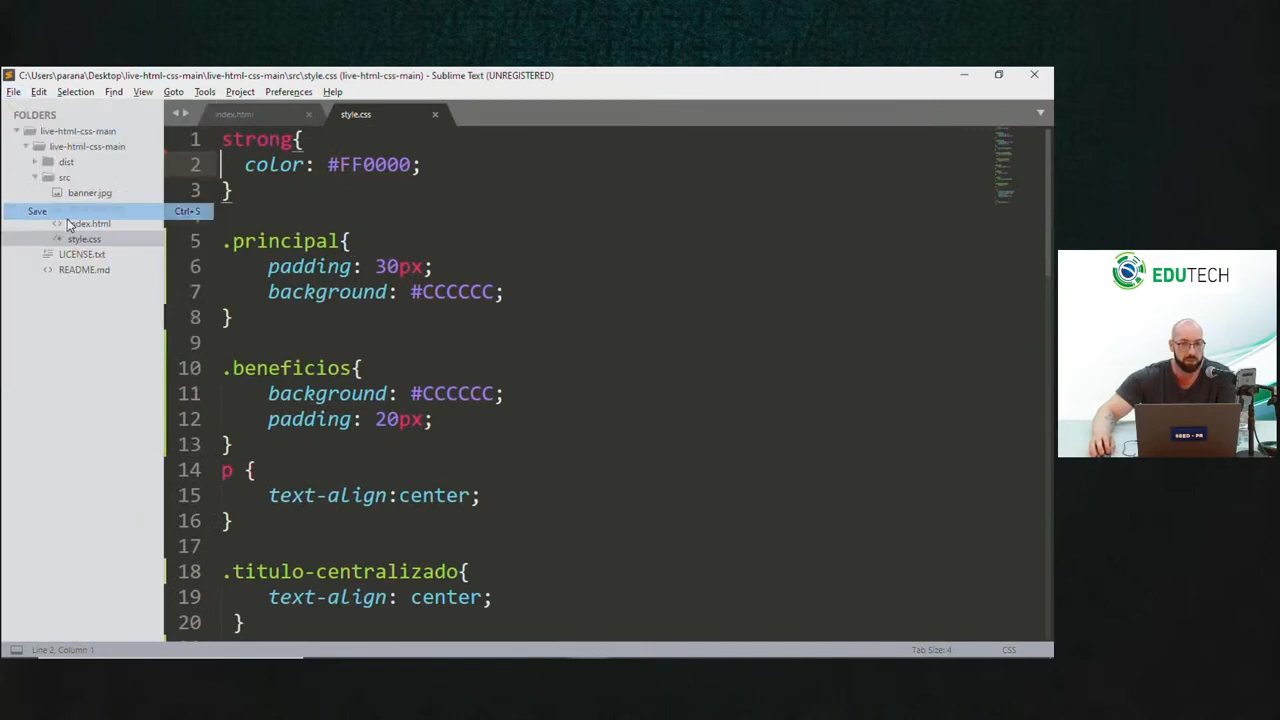 C:\Users\parana\Desktop\live-html-css-main\live-html-css-main\src\style.css (live-html-css-main) - Sublime Text (UNREGISTERED)
File Edit Selection Find View Goto Tools Project Preferences Help
FOLDERS
live-html-css-main
live-html-css-main
dist
src
banner.jpg
Save Ctrl+S
index.html
style.css
LICENSE.txt
README.md
index.html style.css
1 strong{
2 color: #FF0000;
3 }
5 .principal{
6 padding: 30px;
7 background: #CCCCCC;
8 }
9
10 .beneficios{
11 background: #CCCCCC;
12 padding: 20px;
13 }
14 p {
15 text-align:center;
16 }
17
18 .titulo-centralizado{
19 text-align: center;
20 }
Line 2, Column 1
Tab Size: 4
CSS
EDUTECH
SEED - PR